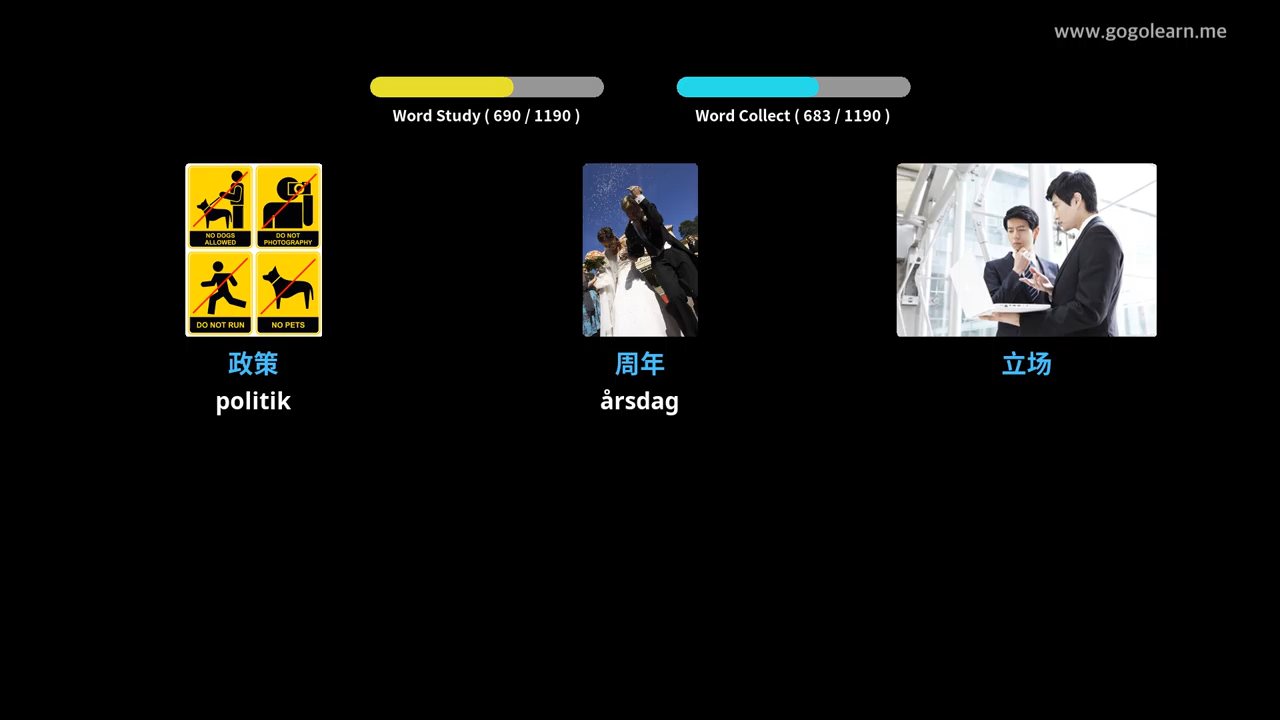 www.gogolearn.me
Word Study ( 690 / 1190 )
Word Collect ( 683 / 1190 )
NO DOGS
ALLOWED
DO NOT
PHOTOGRAPHY
DO NOT RUN
NO PETS
政策
周年
立场
politik
årsdag